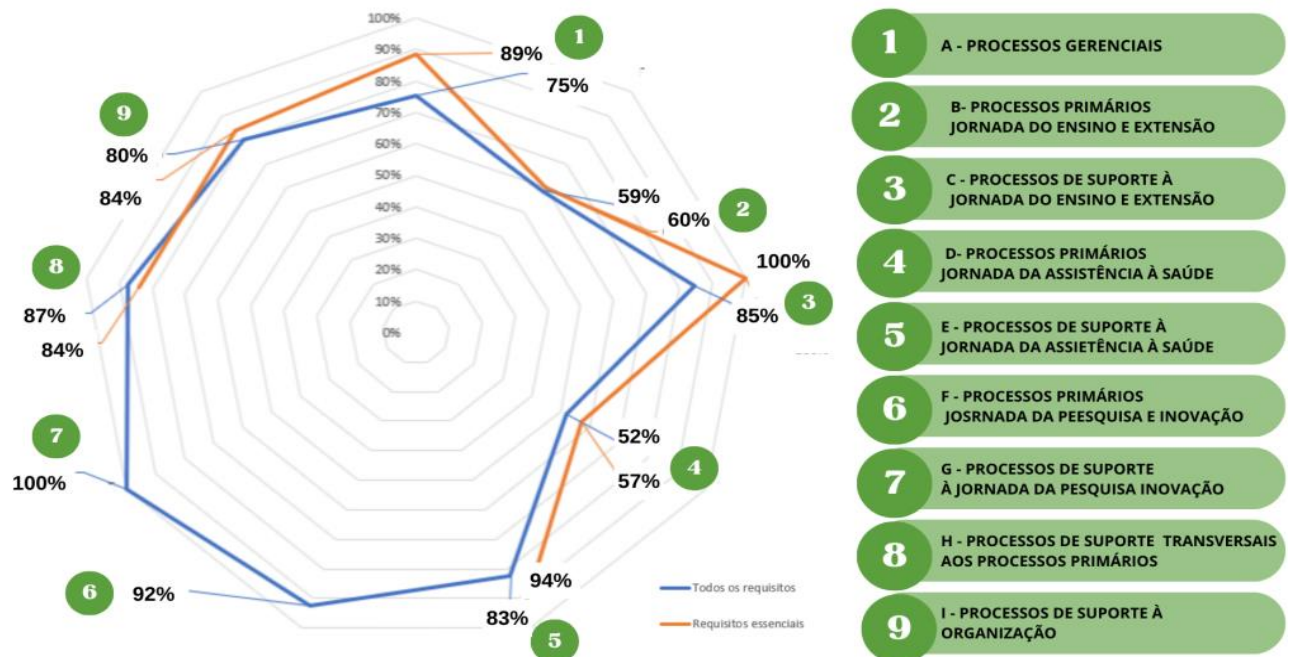 100%
90%
80%
70%
60%
50%
40%
30%
20%
10%
0%
1
89%
75%
2
59%
60%
3
100%
85%
4
52%
57%
5
94%
83%
6
92%
7
100%
8
87%
84%
9
80%
84%
Todos os requisitos
Requisitos essenciais
1
A - PROCESSOS GERENCIAIS
2
B- PROCESSOS PRIMÁRIOS
JORNADA DO ENSINO E EXTENSÃO
3
C - PROCESSOS DE SUPORTE À
JORNADA DO ENSINO E EXTENSÃO
4
D- PROCESSOS PRIMÁRIOS
JORNADA DA ASSISTÊNCIA À SAÚDE
5
E - PROCESSOS DE SUPORTE À
JORNADA DA ASSIETÊNCIA À SAÚDE
6
F - PROCESSOS PRIMÁRIOS
JOSRNADA DA PEESQUISA E INOVAÇÃO
7
G - PROCESSOS DE SUPORTE
À JORNADA DA PESQUISA INOVAÇÃO
8
H - PROCESSOS DE SUPORTE TRANSVERSAIS
AOS PROCESSOS PRIMÁRIOS
9
I - PROCESSOS DE SUPORTE À
ORGANIZAÇÃO